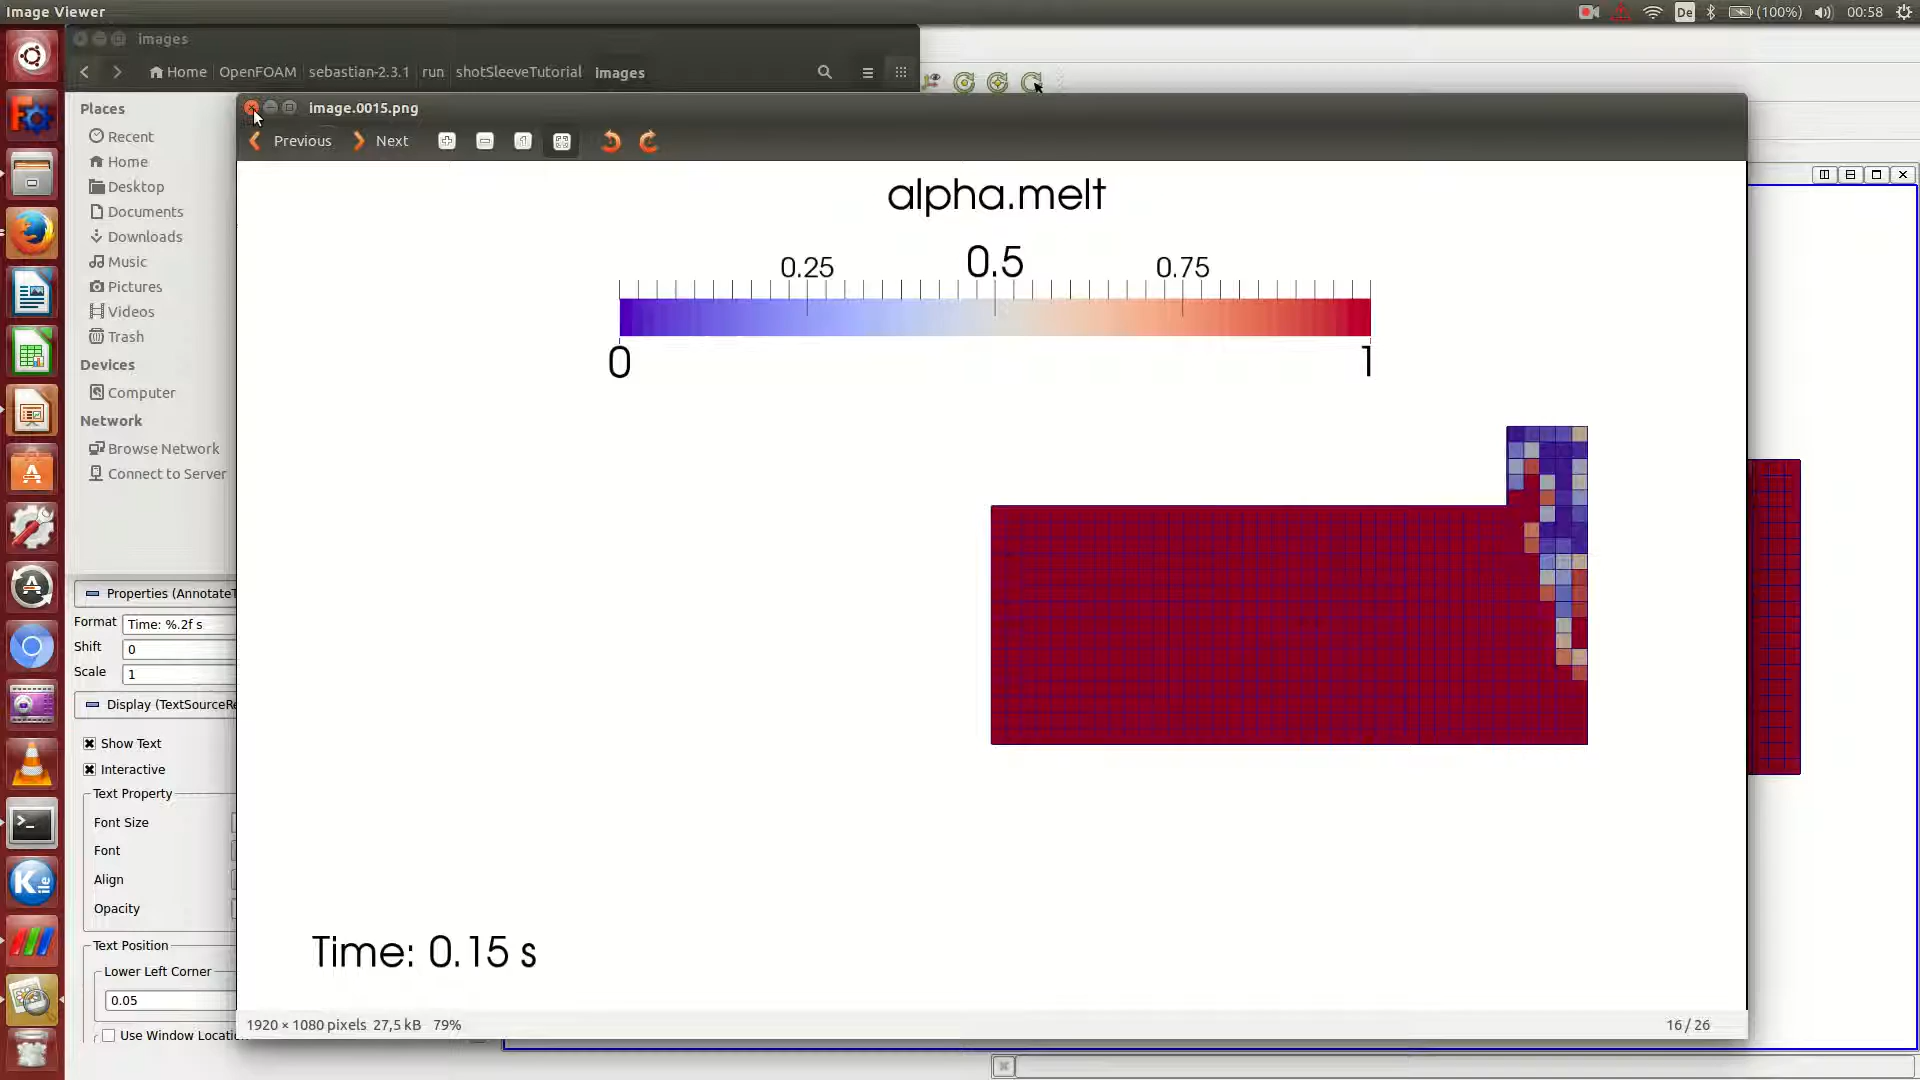 Image Viewer
De
(100%)
00:58
images
Home
OpenFOAM
sebastian-2.3.1
run
shotSleeveTutorial
images
Places
Recent
Home
Desktop
Documents
Downloads
Music
Pictures
Videos
Trash
Devices
Computer
Network
Browse Network
Connect to Server
image.0015.png
Previous
Next
alpha.melt
0.25
0.5
0.75
0
1
Time: 0.15 s
1920 × 1080 pixels 27,5 kB 79%
16 / 26
Properties (AnnotateT
Format
Time: %.2f s
Shift
0
Scale
1
Display (TextSourceRe
Show Text
Interactive
Text Property
Font Size
Font
Align
Opacity
Text Position
Lower Left Corner
0.05
Use Window Locatio